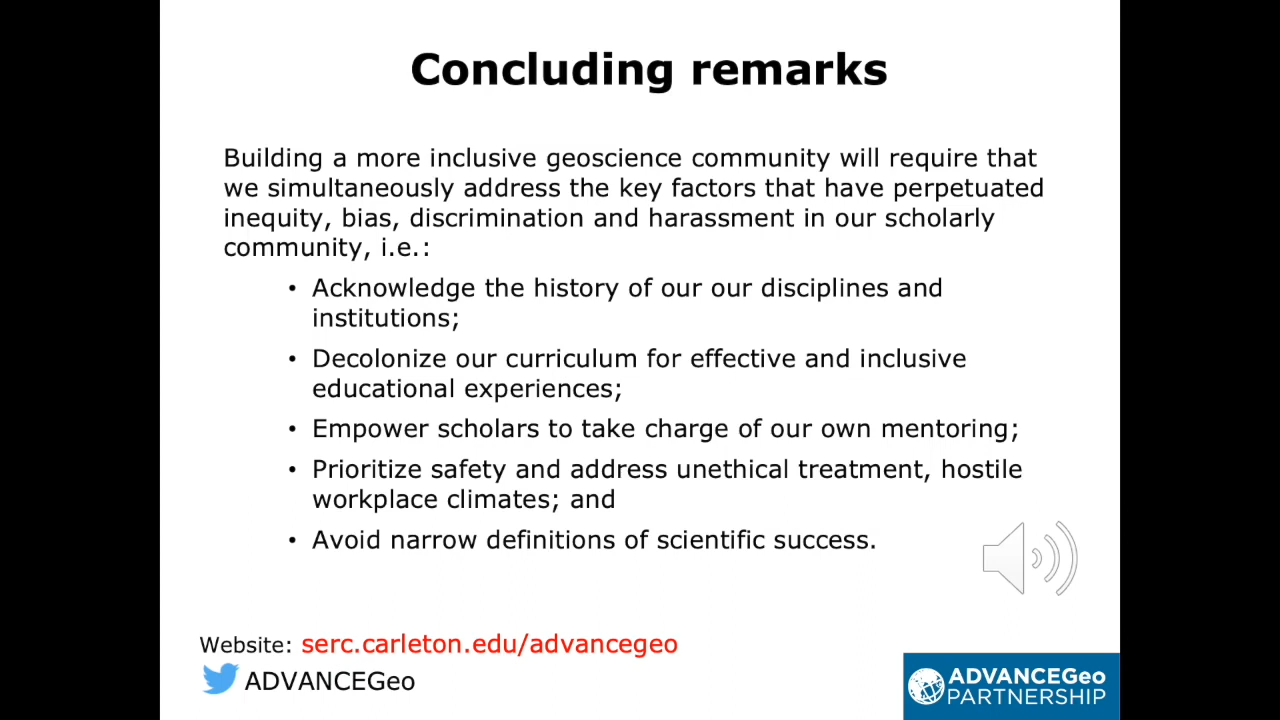 Concluding remarks
Building a more inclusive geoscience community will require that
we simultaneously address the key factors that have perpetuated
inequity, bias, discrimination and harassment in our scholarly
community, i.e.:
• Acknowledge the history of our our disciplines and
institutions;
• Decolonize our curriculum for effective and inclusive
educational experiences;
• Empower scholars to take charge of our own mentoring;
• Prioritize safety and address unethical treatment, hostile
workplace climates; and
• Avoid narrow definitions of scientific success.
Website: serc.carleton.edu/advancegeo
ADVANCEGeo
ADVANCEGeo
PARTNERSHIP